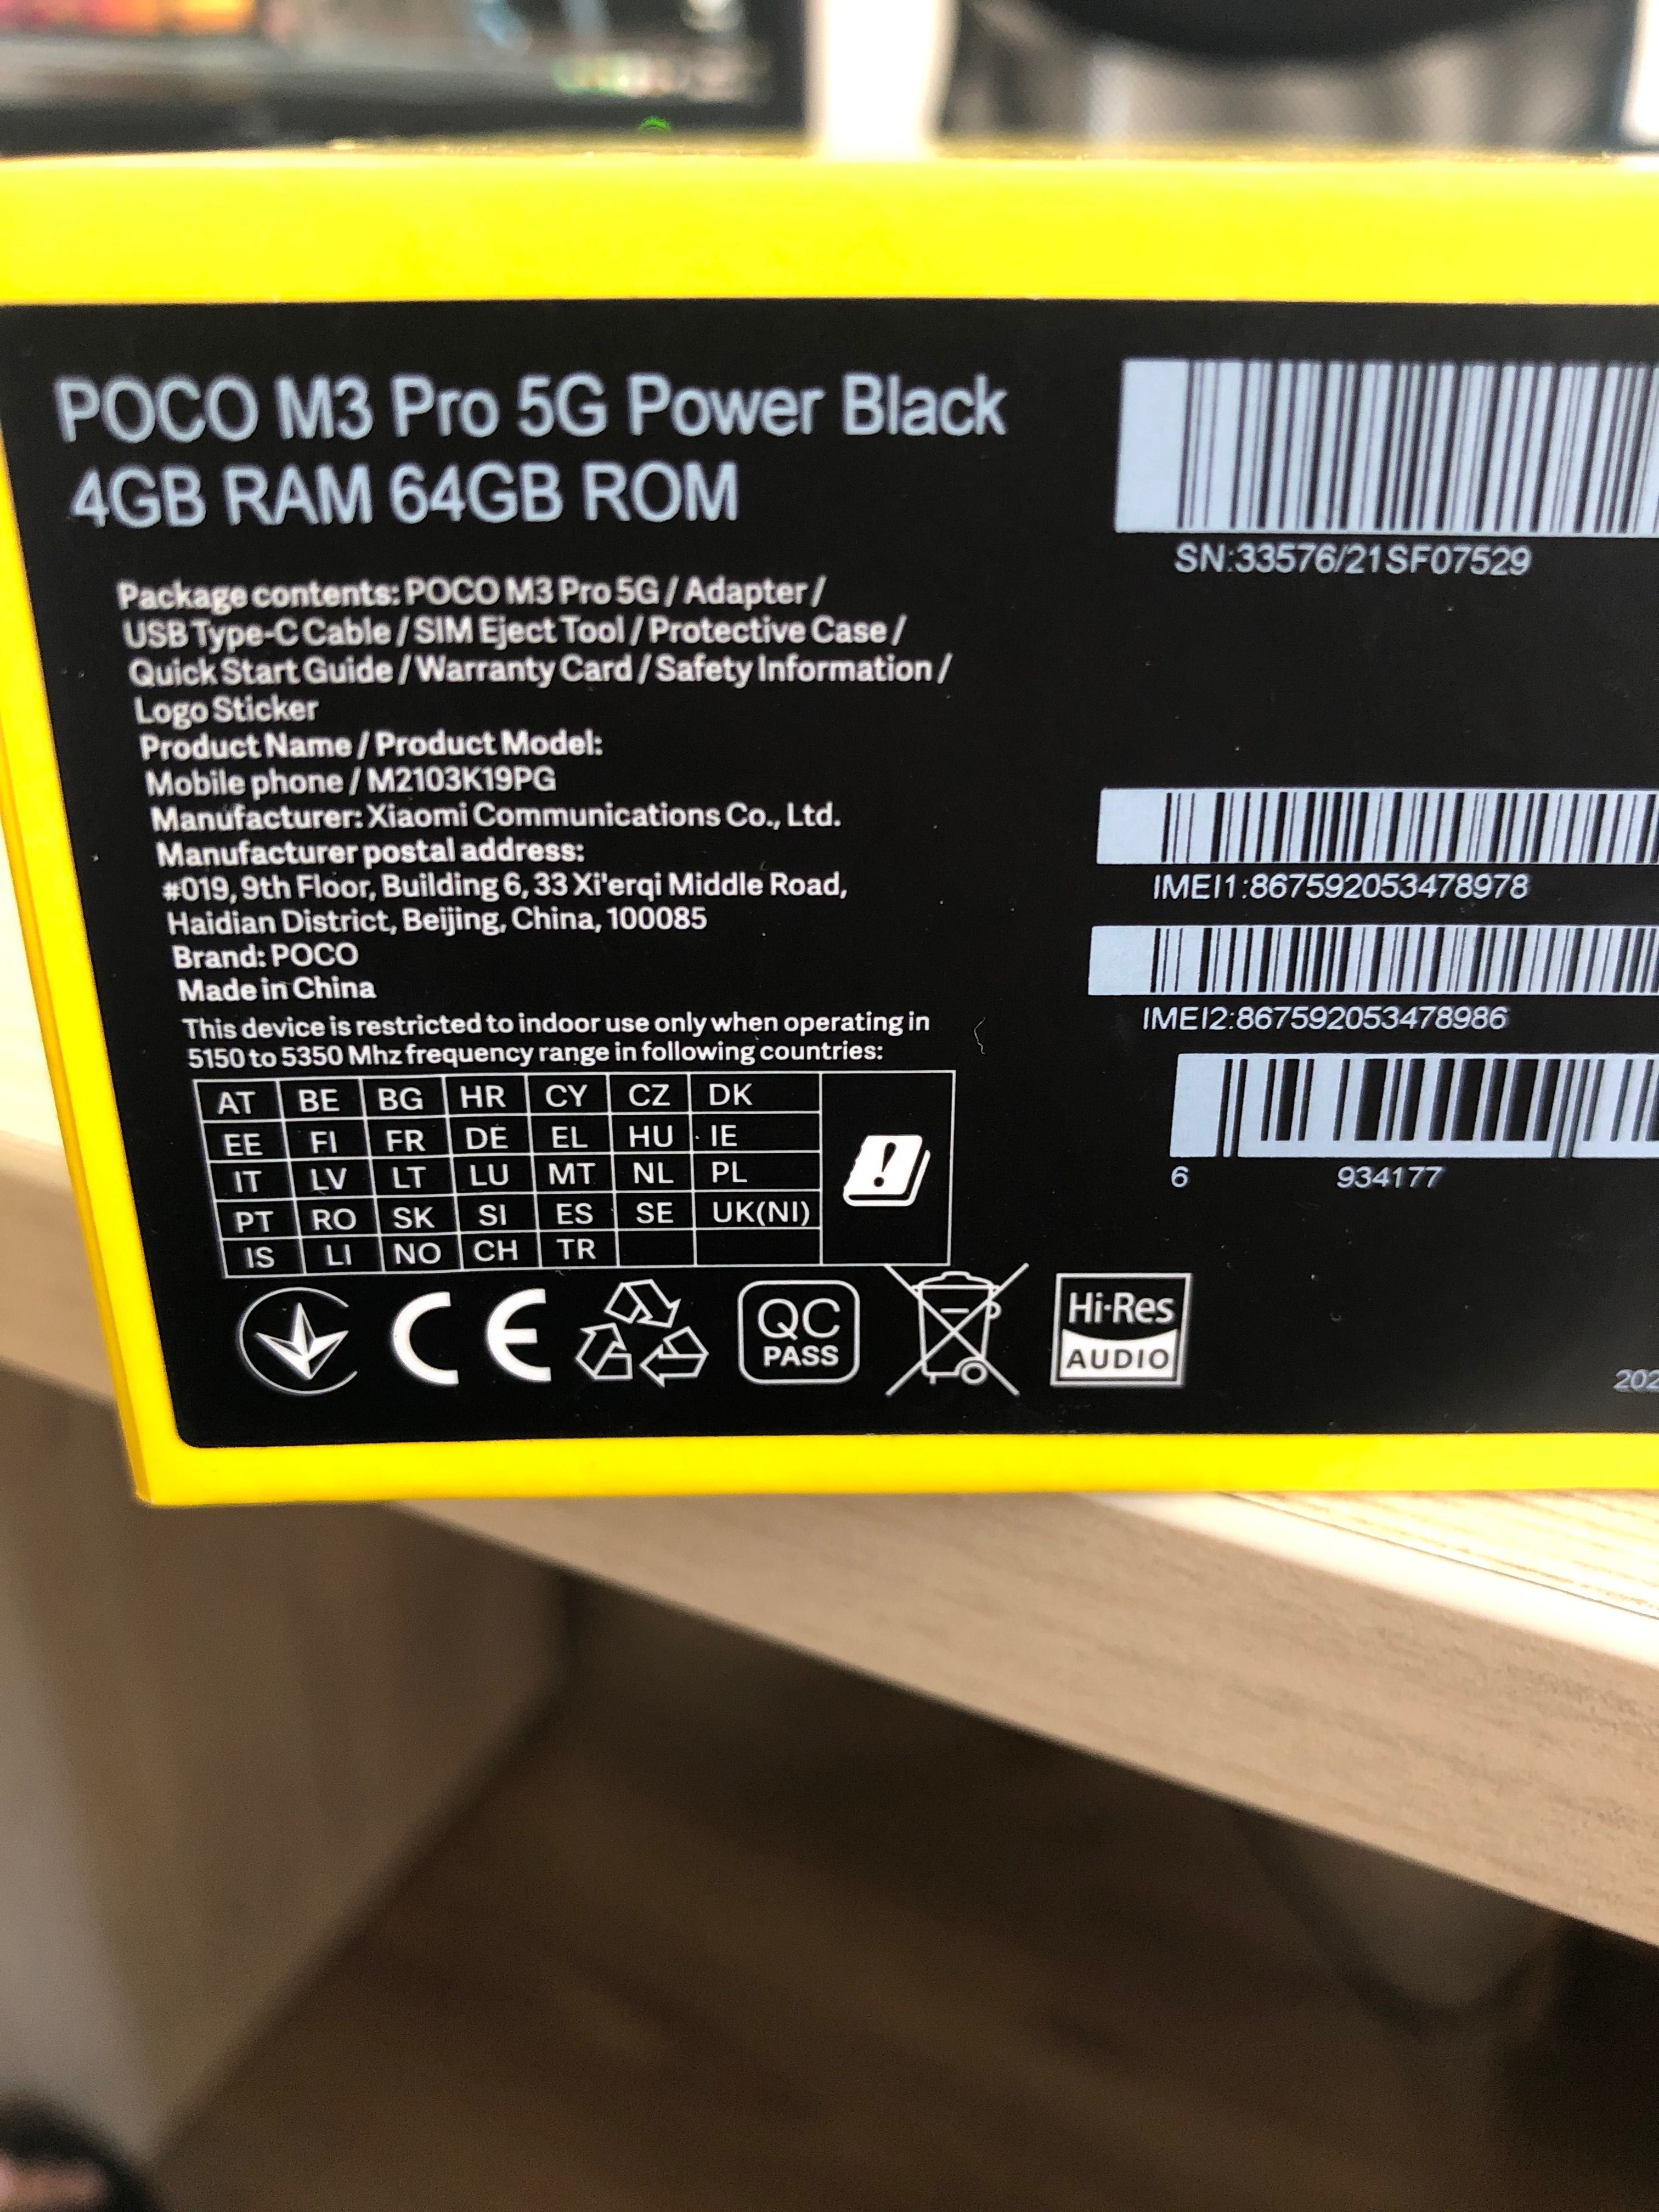 POCO M3 Pro 5G Power Black
4GB RAM 64GB ROM
Package contents: POCO M3 Pro 5G / Adapter /
USB Type-C Cable / SIM Eject Tool / Protective Case /
Quick Start Guide / Warranty Card / Safety Information /
Logo Sticker
Product Name / Product Model:
Mobile phone / M2103K19PG
Manufacturer: Xiaomi Communications Co., Ltd.
Manufacturer postal address:
#019, 9th Floor, Building 6, 33 Xi'erqi Middle Road,
Haidian District, Beijing, China, 100085
Brand: POCO
Made in China
This device is restricted to indoor use only when operating in
5150 to 5350 Mhz frequency range in following countries:
AT BE BG HR CY CZ DK
EE FI FR DE EL HU IE
IT LV LT LU MT NL PL
PT RO SK SI ES SE UK(NI)
IS LI NO CH TR
CE
QC
PASS
Hi-Res
AUDIO
SN:33576/21SF07529
IMEI1:867592053478978
IMEI2:867592053478986
6 934177
202